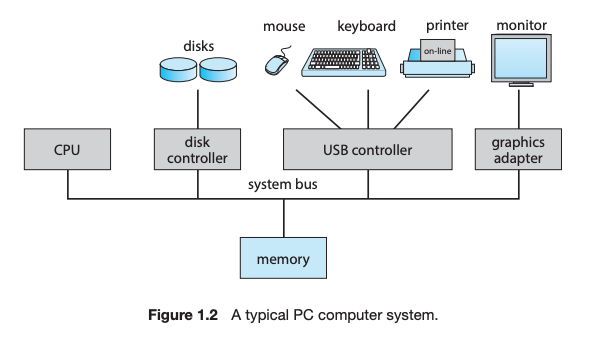 mouse
keyboard
printer
monitor
disks
on-line
CPU
disk
controller
USB controller
graphics
adapter
system bus
memory
Figure 1.2 A typical PC computer system.